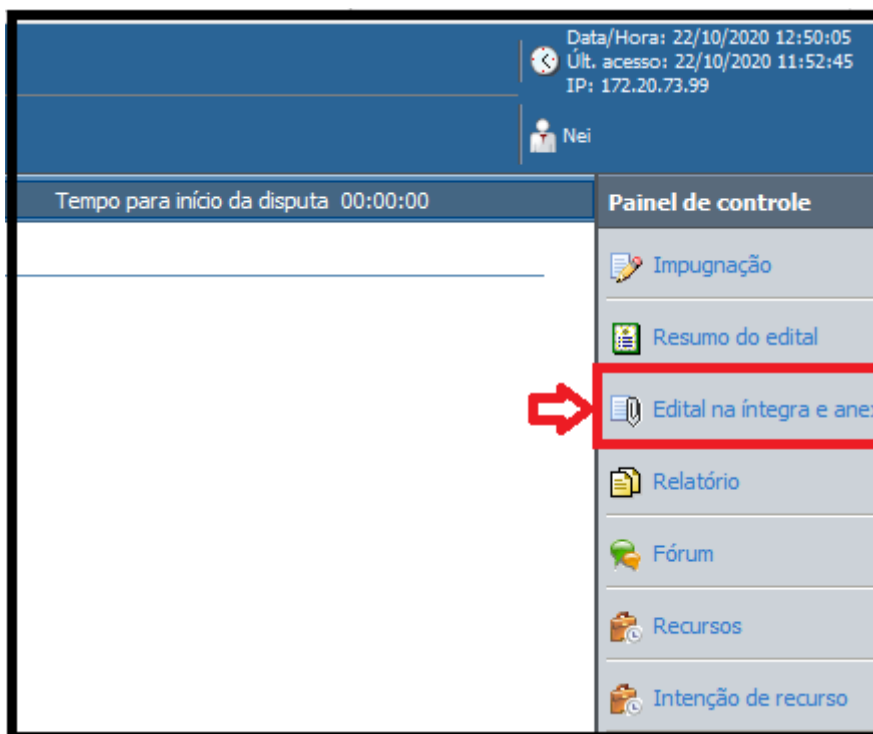 Data/Hora: 22/10/2020 12:50:05
Últ. acesso: 22/10/2020 11:52:45
IP: 172.20.73.99
Nei
Tempo para início da disputa 00:00:00
Painel de controle
Impugnação
Resumo do edital
Edital na íntegra e ane
Relatório
Fórum
Recursos
Intenção de recurso